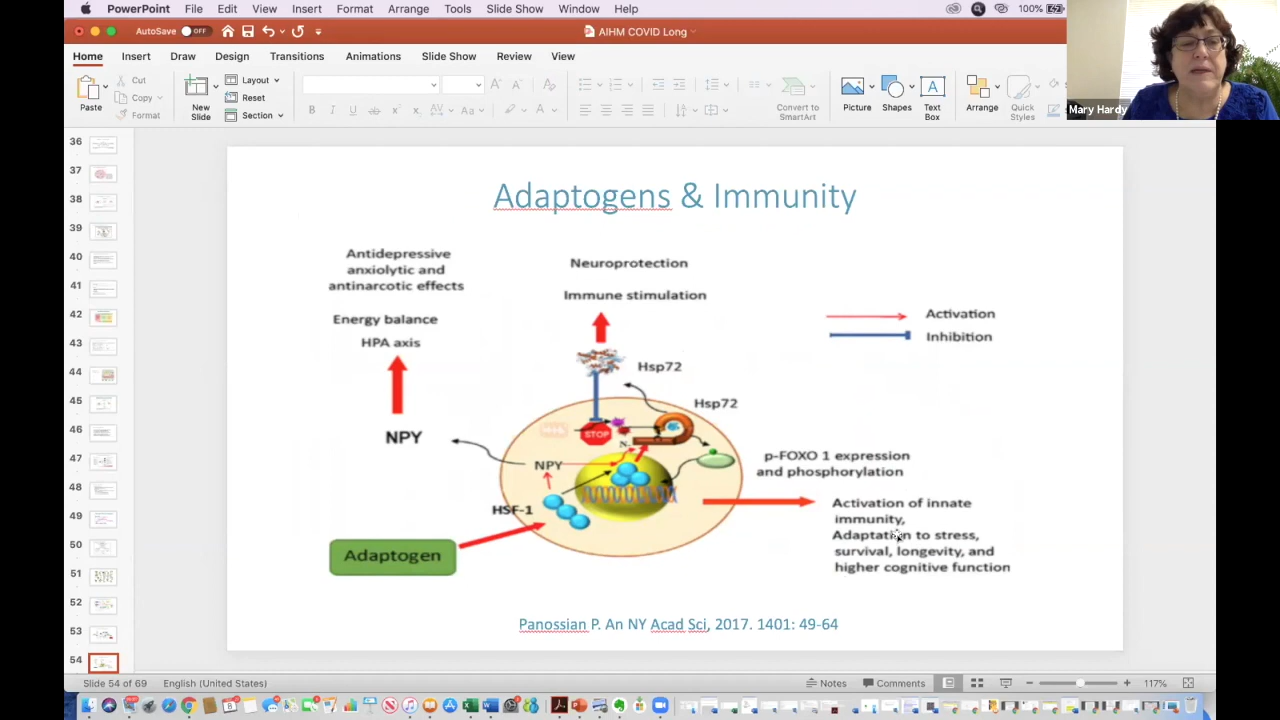 PowerPoint File Edit View Insert Format Arrange Tools Slide Show Window Help 100%
AutoSave OFF AIHM COVID Long
Home Insert Draw Design Transitions Animations Slide Show Review View
Paste
Cut
Copy
Format
New Slide
Layout
Reset
Section
Convert to SmartArt
Picture
Shapes
Text Box
Arrange
Quick Styles
Mary Hardy
36
37
38
39
40
41
42
43
44
45
46
47
48
49
50
51
52
53
54
Adaptogens & Immunity
Antidepressive
anxiolytic and
antinarcotic effects
Energy balance
HPA axis
NPY
Neuroprotection
Immune stimulation
Activation
Inhibition
Hsp72
Hsp72
STOP
NPY
HSF-1
Adaptogen
p-FOXO 1 expression
and phosphorylation
Activation of innate
immunity,
Adaptation to stress,
survival, longevity, and
higher cognitive function
Panossian P. An NY Acad Sci, 2017. 1401: 49-64
Slide 54 of 69 English (United States) Notes Comments 117%